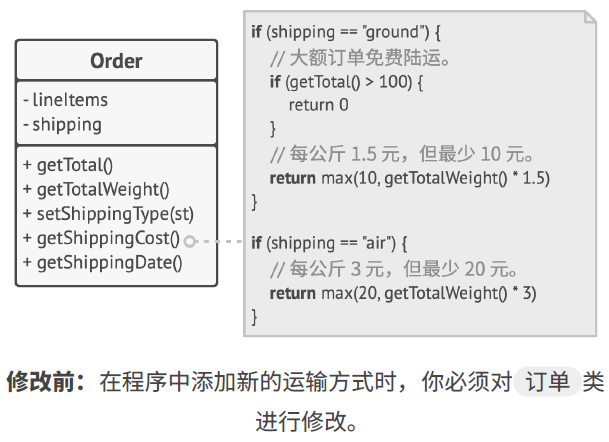 Order
- lineItems
- shipping
+ getTotal()
+ getTotalWeight()
+ setShippingType(st)
+ getShippingCost()
+ getShippingDate()
if (shipping == "ground") {
// 大额订单免费陆运。
if (getTotal() > 100) {
return 0
}
// 每公斤 1.5 元，但最少 10 元。
return max(10, getTotalWeight() * 1.5)
}
if (shipping == "air") {
// 每公斤 3 元，但最少 20 元。
return max(20, getTotalWeight() * 3)
}
修改前：在程序中添加新的运输方式时，你必须对 订单 类
进行修改。